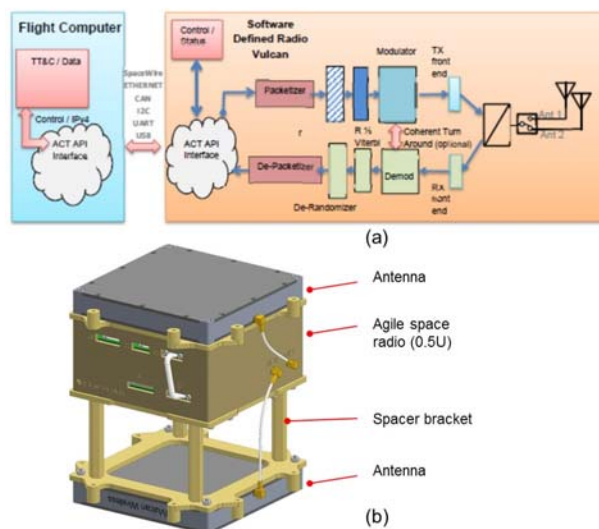 Flight Computer
TT&C / Data
Control / IPv4
ACT API
Interface
SpaceWire
ETHERNET
CAN
I2C
UART
USB
Software
Defined Radio
Vulcan
Control /
Status
ACT API
Interface
Packetizer
De-Packetizer
r
R ½
Viterbi
De-Randomizer
Modulator
Coherent Turn
Around (optional)
Demod
TX
front
end
front
end
Ant 1
Ant 2
(a)
Antenna
Agile space
radio (0.5U)
Spacer bracket
Antenna
Wireless
(b)